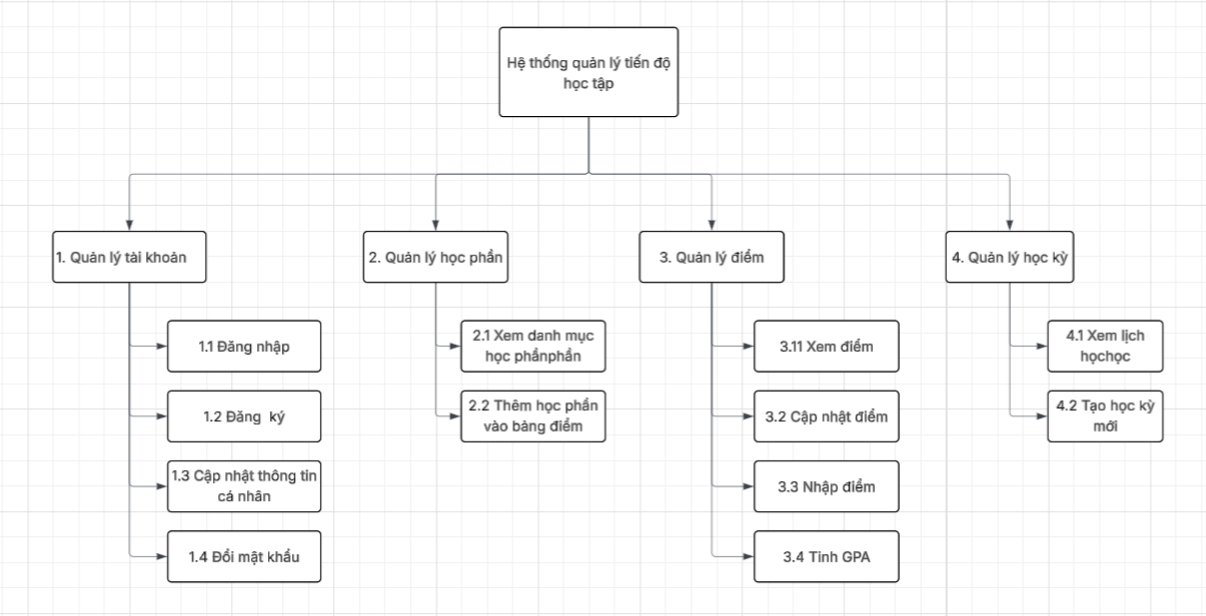 Hệ thống quản lý tiến độ
học tập
1. Quản lý tài khoản
2. Quản lý học phần
3. Quản lý điểm
4. Quản lý học kỳ
1.1 Đăng nhập
1.2 Đăng ký
1.3 Cập nhật thông tin
cá nhân
1.4 Đổi mật khẩu
2.1 Xem danh mục
học phầnphần
2.2 Thêm học phần
vào bảng điểm
3.11 Xem điểm
3.2 Cập nhật điểm
3.3 Nhập điểm
3.4 Tính GPA
4.1 Xem lịch
họchọc
4.2 Tạo học kỳ
mới